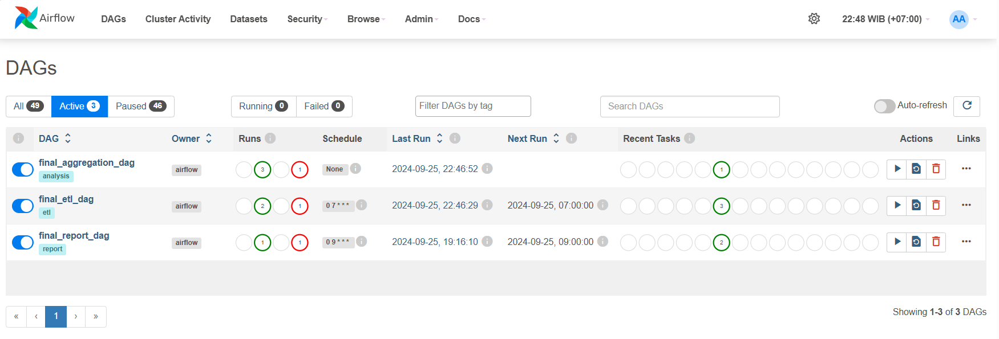 Airflow DAGs Cluster Activity Datasets Security Browse Admin Docs 22:48 WIB (+07:00) AA
DAGs
All 49 Active 3 Paused 46 Running 0 Failed 0 Filter DAGs by tag Search DAGs Auto-refresh
DAG Owner Runs Schedule Last Run Next Run Recent Tasks Actions Links
final_aggregation_dag
analysis airflow 3 1 None 2024-09-25, 22:46:52 1
final_etl_dag
etl airflow 2 1 0 7 * * * 2024-09-25, 22:46:29 2024-09-25, 07:00:00 3
final_report_dag
report airflow 1 1 0 9 * * * 2024-09-25, 19:16:10 2024-09-25, 09:00:00 2
« ‹ 1 › » Showing 1-3 of 3 DAGs